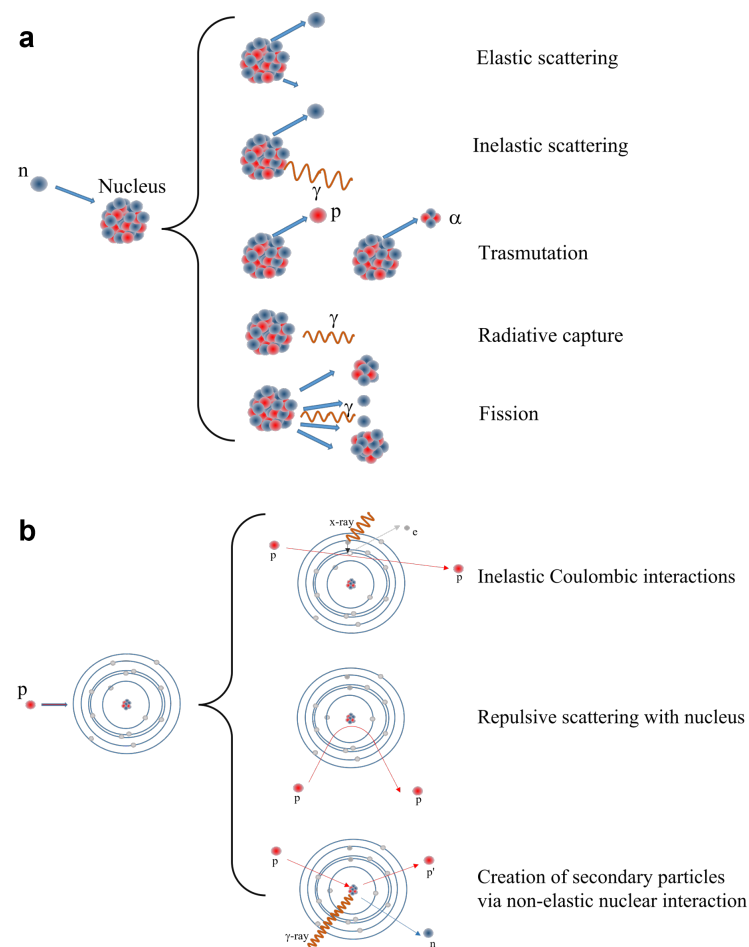 a
n
Nucleus
Elastic scattering
γ
Inelastic scattering
p
α
Trasmutation
γ
Radiative capture
γ
Fission
b
p
x-ray
e
p
p
Inelastic Coulombic interactions
p
p
Repulsive scattering with nucleus
p
p'
γ-ray
n
Creation of secondary particles
via non-elastic nuclear interaction